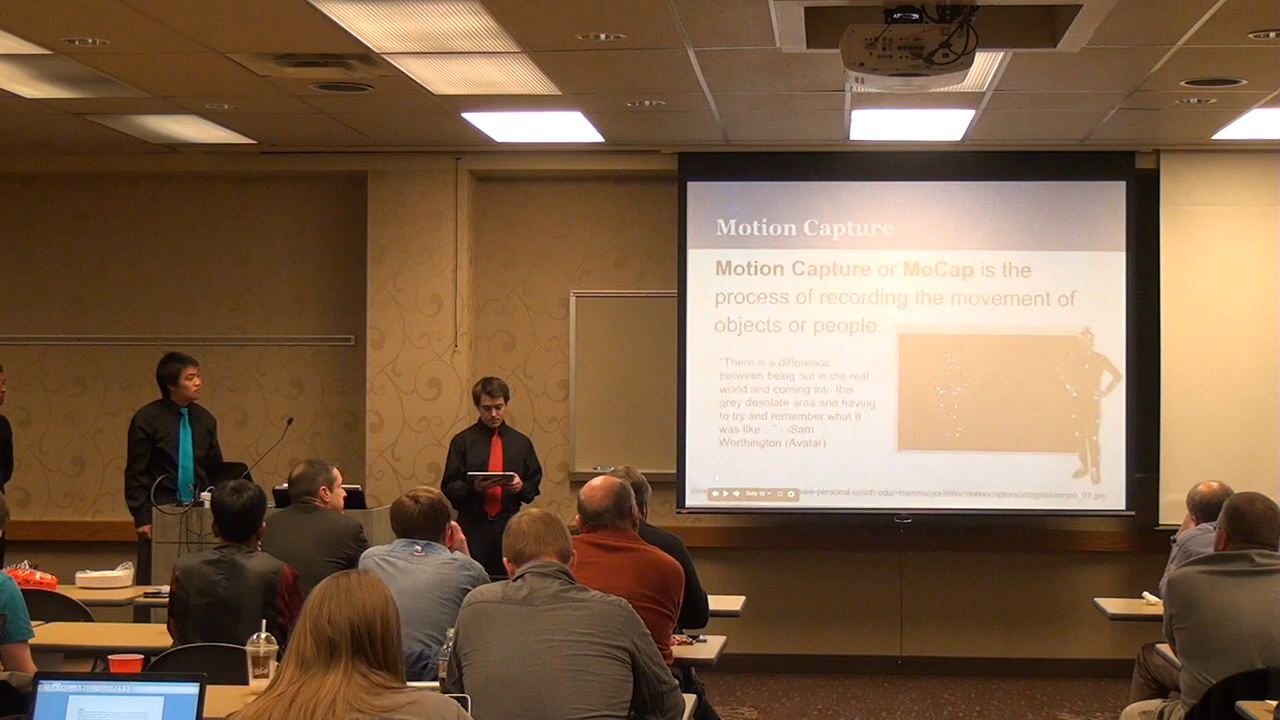 Motion Capture
Motion Capture or MoCap is the
process of recording the movement of
objects or people.
"There is a difference
between being out in the real
world and coming into this
grey desolate area and having
to try and remember what it
was like..." - -Sam
Worthington (Avatar)
Slide 10